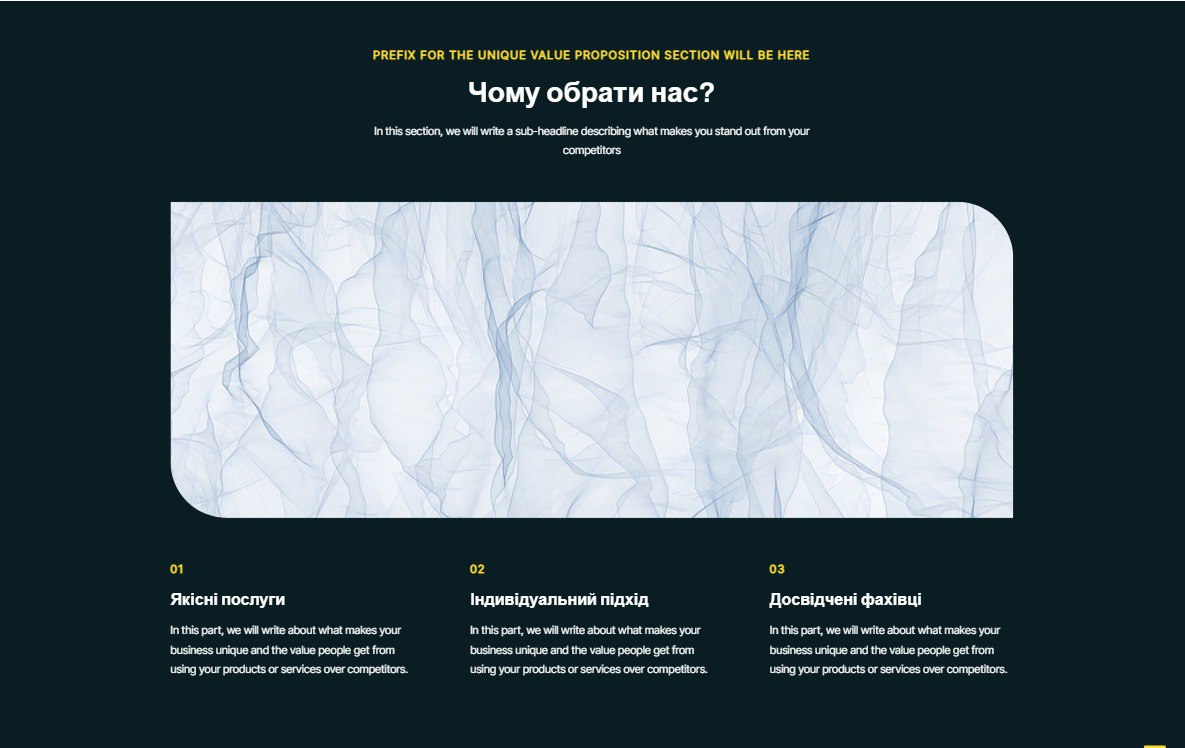 PREFIX FOR THE UNIQUE VALUE PROPOSITION SECTION WILL BE HERE
Чому обрати нас?
In this section, we will write a sub-headline describing what makes you stand out from your
competitors
01
Якісні послуги
In this part, we will write about what makes your
business unique and the value people get from
using your products or services over competitors.
02
Індивідуальний підхід
In this part, we will write about what makes your
business unique and the value people get from
using your products or services over competitors.
03
Досвідчені фахівці
In this part, we will write about what makes your
business unique and the value people get from
using your products or services over competitors.